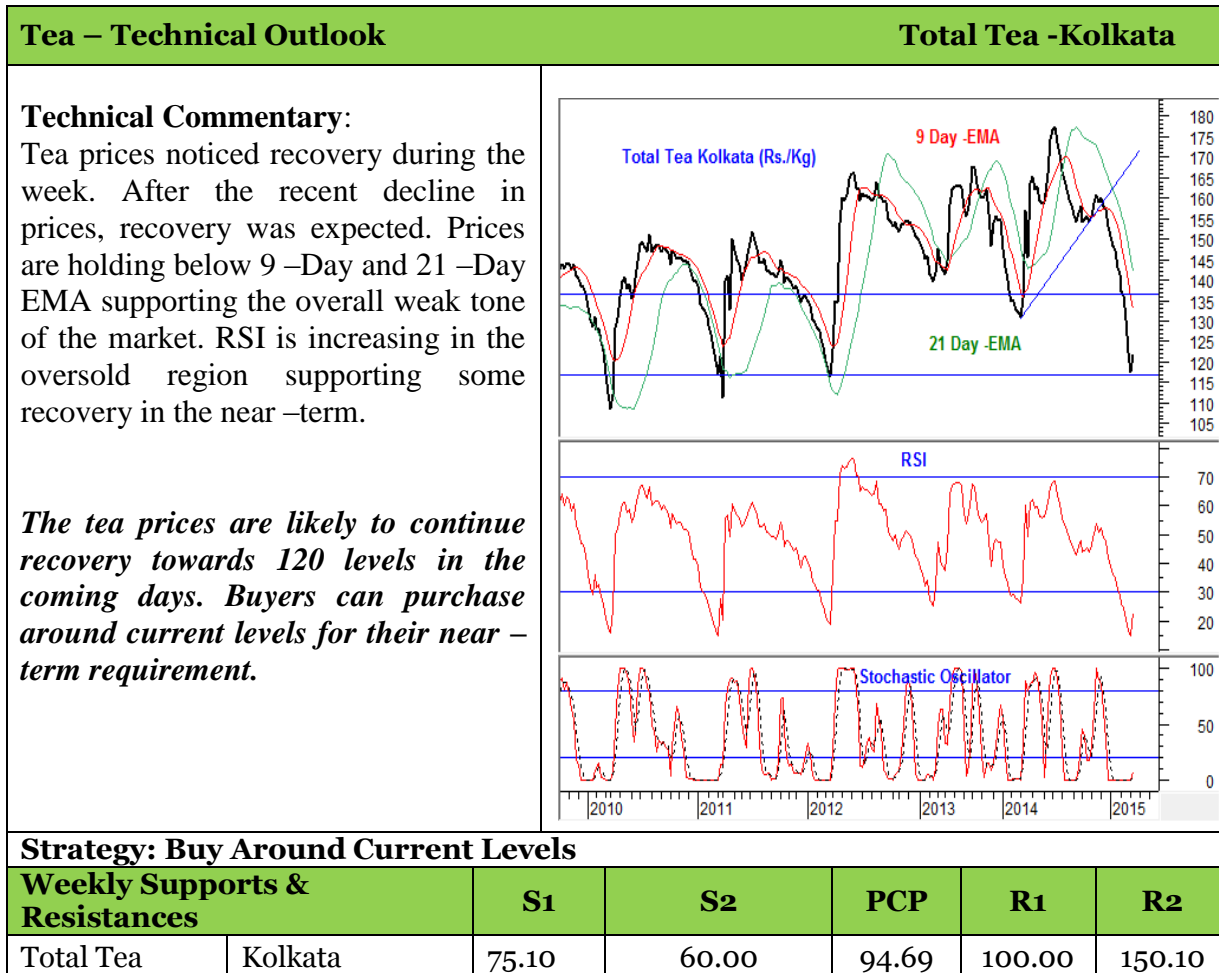 Tea – Technical Outlook Total Tea -Kolkata
Technical Commentary:
Tea prices noticed recovery during the
week. After the recent decline in
prices, recovery was expected. Prices
are holding below 9 –Day and 21 –Day
EMA supporting the overall weak tone
of the market. RSI is increasing in the
oversold region supporting some
recovery in the near –term.
The tea prices are likely to continue
recovery towards 120 levels in the
coming days. Buyers can purchase
around current levels for their near –
term requirement.
9 Day -EMA
Total Tea Kolkata (Rs./Kg)
21 Day -EMA
180
175
170
165
160
155
150
145
140
135
130
125
120
115
110
105
RSI
70
60
50
40
30
20
Stochastic Oscillator
100
50
0
2010 2011 2012 2013 2014 2015
Strategy: Buy Around Current Levels
Weekly Supports &
Resistances
S1 S2 PCP R1 R2
Total Tea Kolkata 75.10 60.00 94.69 100.00 150.10